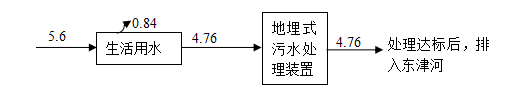 0.84
5.6
生活用水
4.76
地埋式
污水处
理装置
4.76
处理达标后，排
入东津河